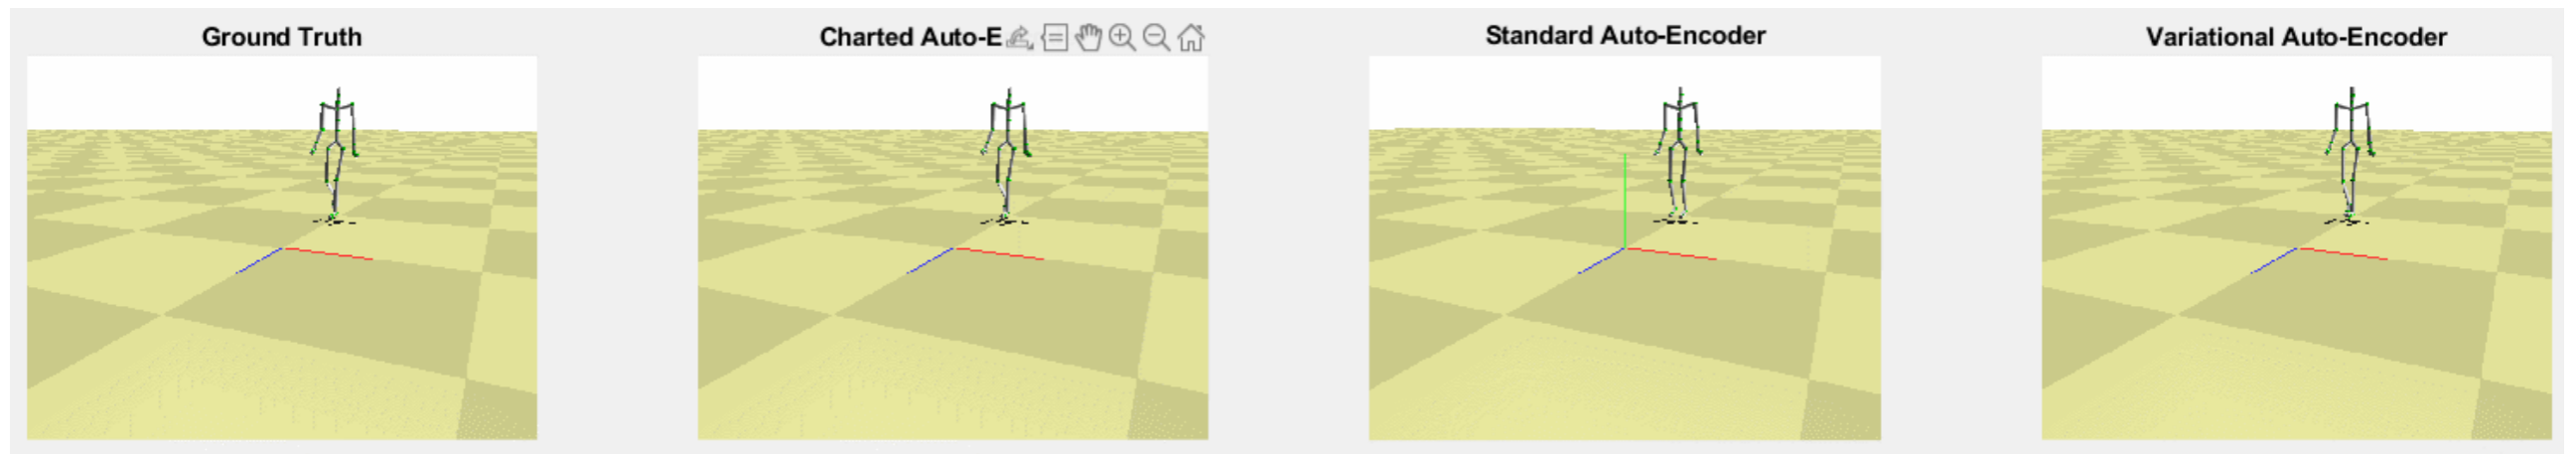 Ground Truth
Charted Auto-E
Standard Auto-Encoder
Variational Auto-Encoder